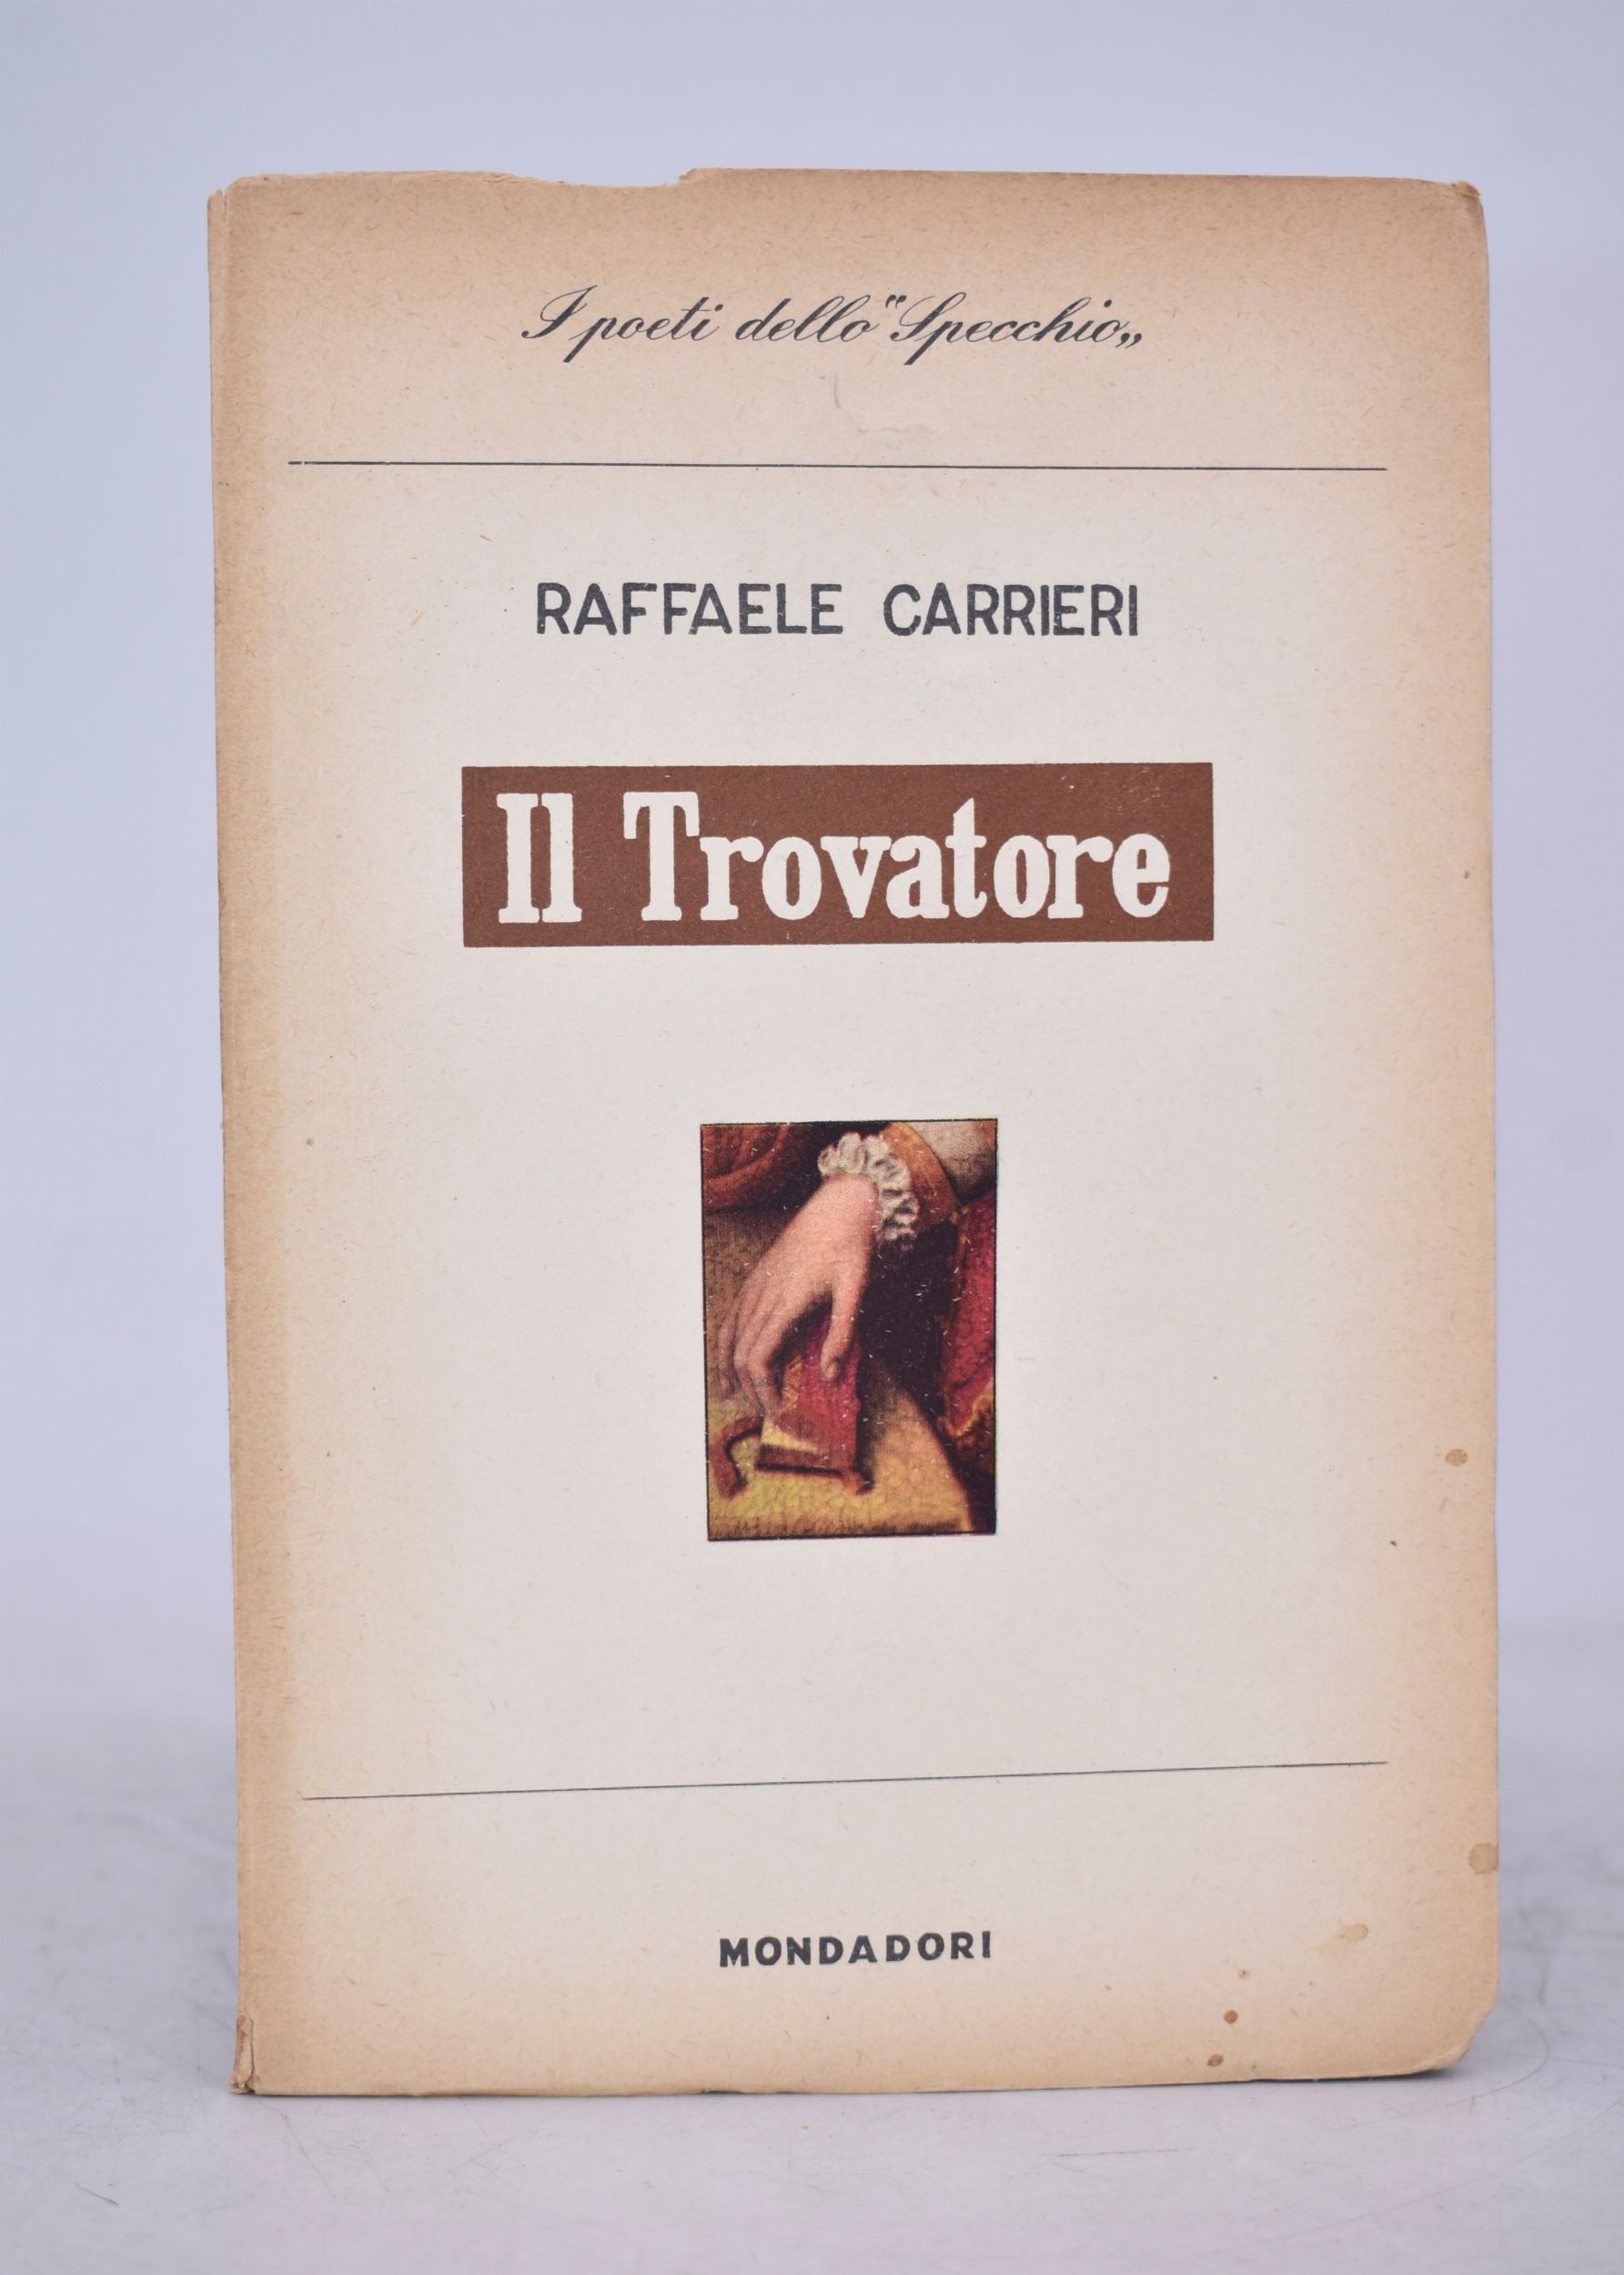 I poeti dello "Specchio„
RAFFAELE CARRIERI
Il Trovatore
MONDADORI